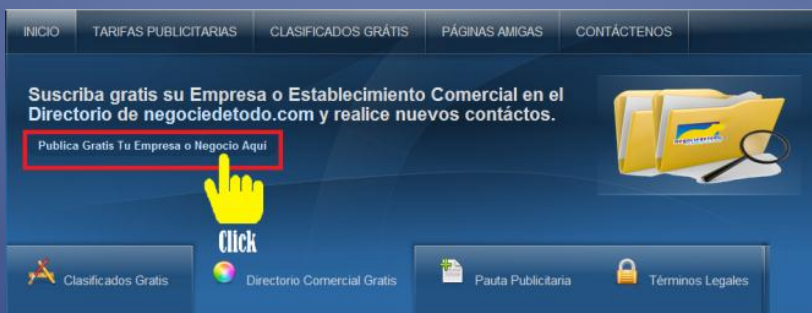 INICIO TARIFAS PUBLICITARIAS CLASIFICADOS GRÁTIS PÁGINAS AMIGAS CONTÁCTENOS
Suscriba gratis su Empresa o Establecimiento Comercial en el
Directorio de negociedetodo.com y realice nuevos contáctos.
Publica Gratis Tu Empresa o Negocio Aquí
negociedetodo
Click
Clasificados Gratis Directorio Comercial Gratis Pauta Publicitaria Términos Legales